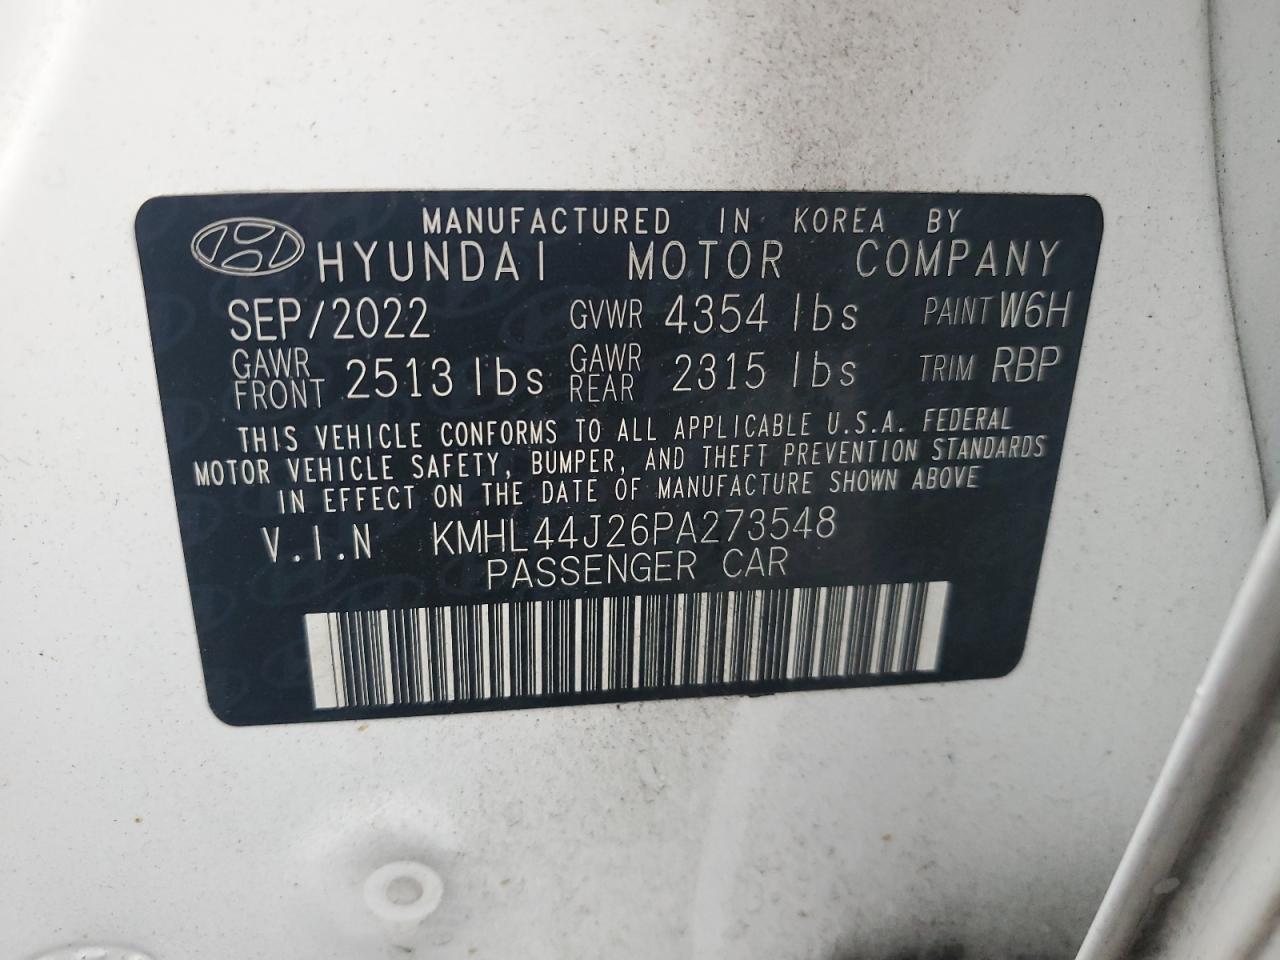 MANUFACTURED IN KOREA BY
HYUNDAI MOTOR COMPANY
SEP/2022 GVWR 4354 lbs PAINT W6H
GAWR FRONT 2513 lbs GAWR REAR 2315 lbs TRIM RBP
THIS VEHICLE CONFORMS TO ALL APPLICABLE U.S.A. FEDERAL
MOTOR VEHICLE SAFETY, BUMPER, AND THEFT PREVENTION STANDARDS
IN EFFECT ON THE DATE OF MANUFACTURE SHOWN ABOVE
V.I.N KMHL44J26PA273548
PASSENGER CAR